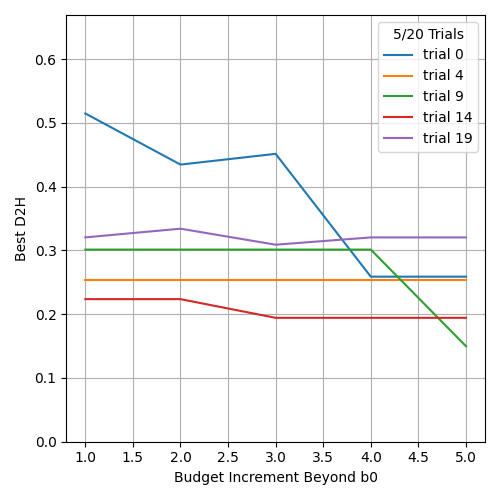 5/20 Trials
trial 0
trial 4
trial 9
trial 14
trial 19
Best D2H
0.6
0.5
0.4
0.3
0.2
0.1
0.0
1.0 1.5 2.0 2.5 3.0 3.5 4.0 4.5 5.0
Budget Increment Beyond b0